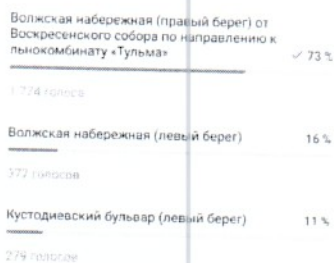 Волжская набережная (правый берег) от
Воскресенского собора по направлению к
льнокомбинату «Тульма»
✓ 73 %
1 774 голоса
Волжская набережная (левый берег)
16 %
377 голосов
Кустодиевский бульвар (левый берег)
11 %
279 голосов